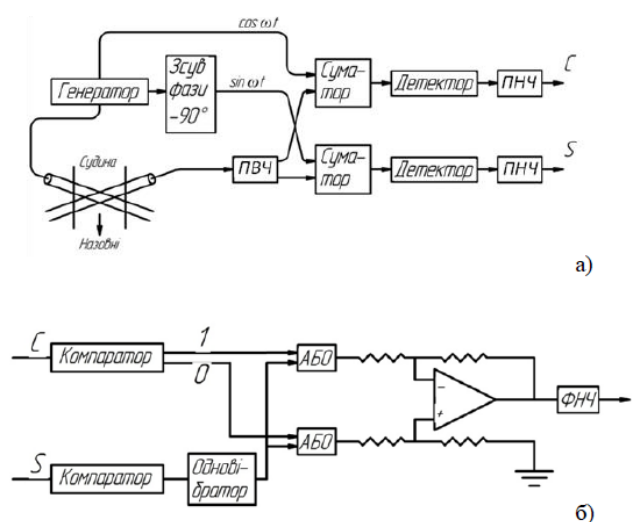 cos ωt
Генератор
Зсув
фази
-90°
sin ωt
Сума-
тор
Детектор
ПНЧ
С
Судина
ПВЧ
Сума-
тор
Детектор
ПНЧ
S
Назовні
а)
С
Компаратор
1
0
АБО
ФНЧ
S
Компаратор
Однові-
братор
АБО
б)